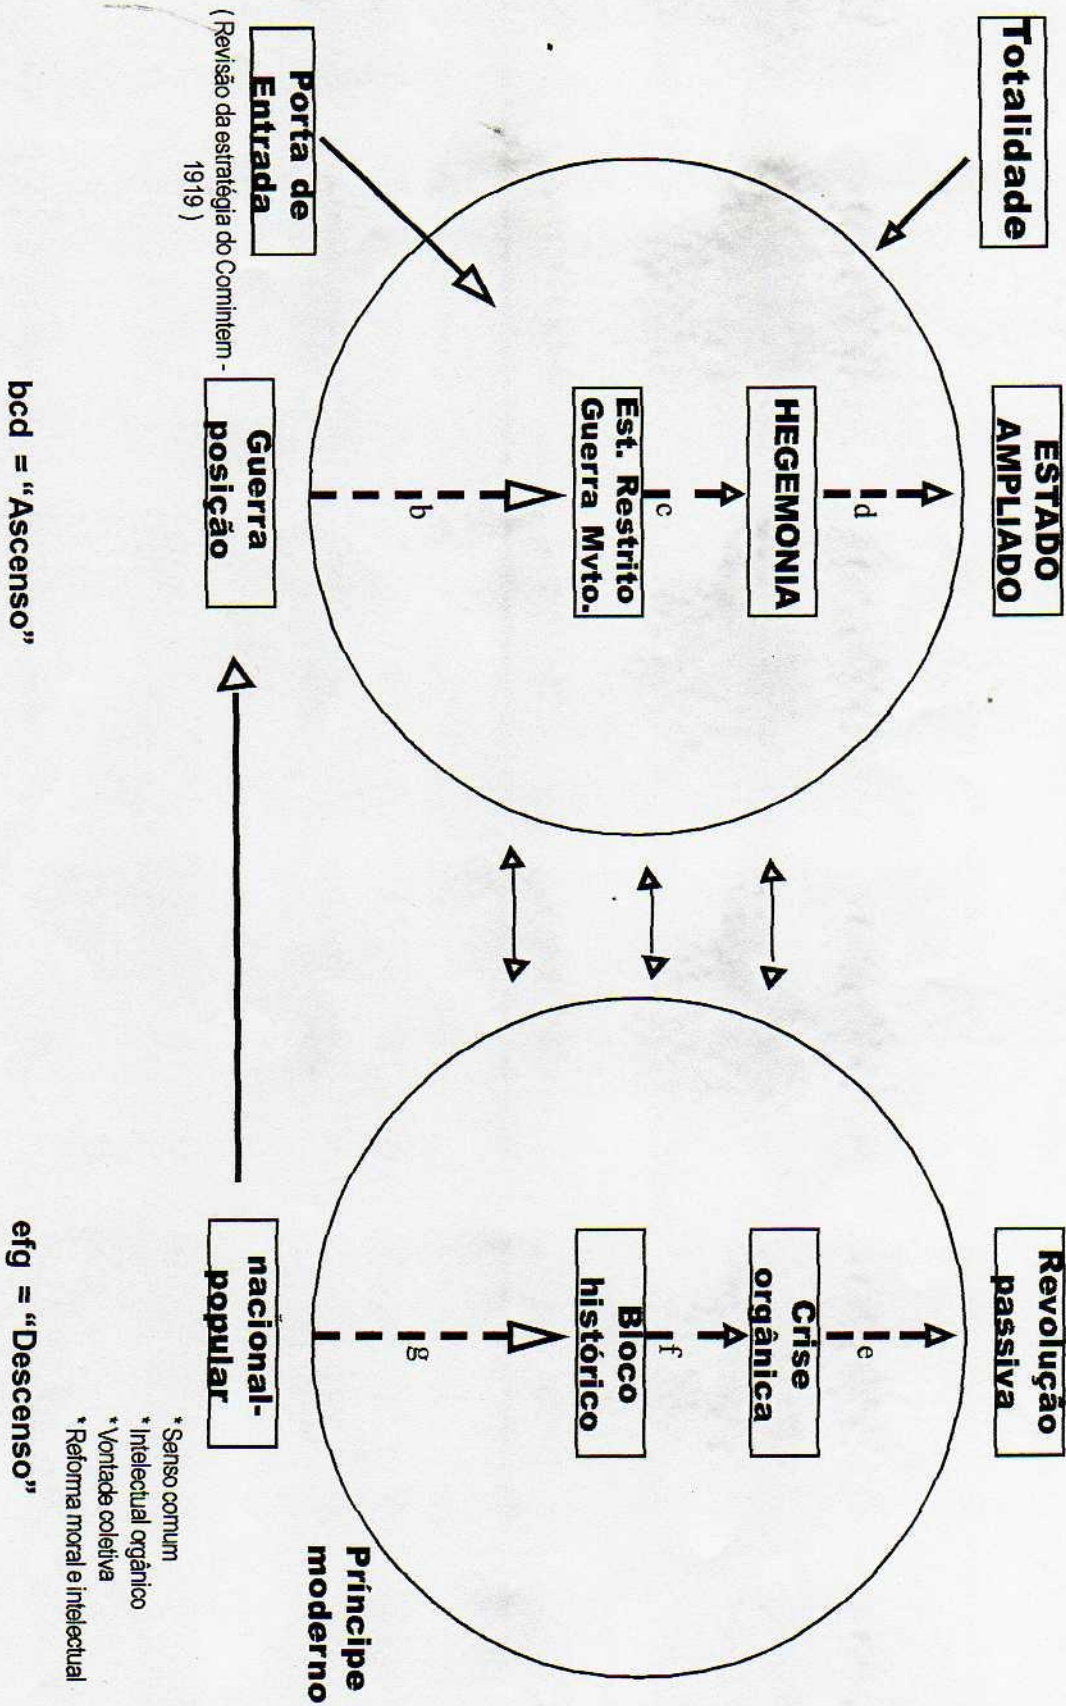 Totalidade
ESTADO
AMPLIADO
Revolução
passiva
d
e
HEGEMONIA
Crise
orgânica
c
f
Est. Restrito
Guerra Mvto.
Bloco
histórico
b
g
Porta de
Entrada
( Revisão da estratégia do Comintern -
1919 )
Guerra
posição
nacional-
popular
Príncipe
moderno
* Senso comum
* Intelectual orgânico
* Vontade coletiva
* Reforma moral e intelectual
bcd = “Ascenso”
efg = “Descenso”